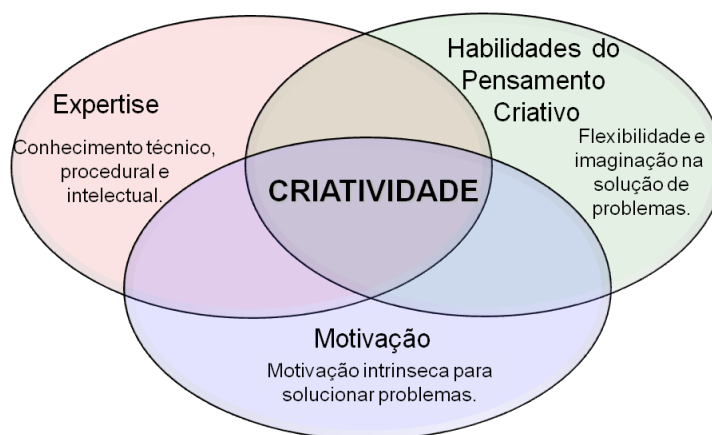 Expertise
Conhecimento técnico,
procedural e
intelectual.
Habilidades do
Pensamento
Criativo
Flexibilidade e
imaginação na
solução de
problemas.
CRIATIVIDADE
Motivação
Motivação intrinseca para
solucionar problemas.